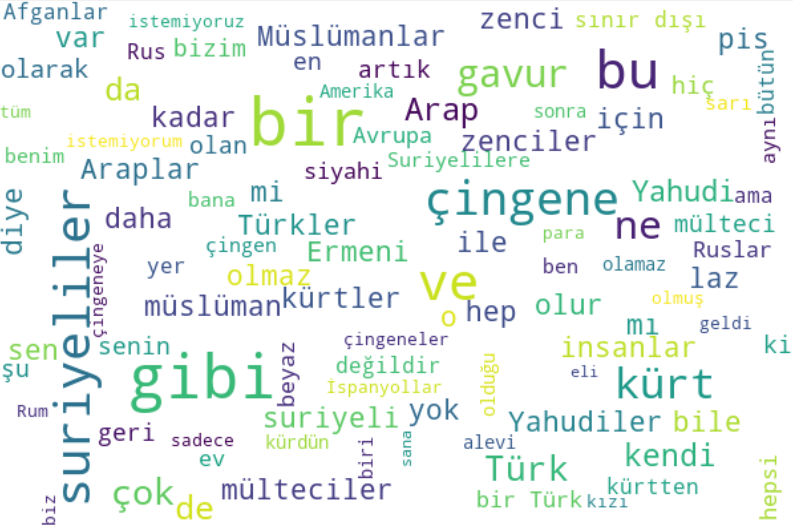 Afganlar
istemiyoruz
zenci
sınır dışı
var
Rus
bizim
Müslümanlar
pis
olarak
en
artık
gavur
bu
hiç
bütün
da
Amerika
sarı
tüm
kadar
bir
Arap
sonra
için
aynı
istemiyorum
olan
Avrupa
zenciler
benim
Araplar
siyahi
Suriyelilere
diye
suriyeliler
bana
mi
çingene
Yahudi
ama
daha
Türkler
ne
mülteci
çingeneye
çingen
Ermeni
ile
para
Ruslar
yer
olmaz
ve
ben
olamaz
laz
müslüman
kürtler
o
hep
olur
olmuş
mı
geldi
sen
senin
beyaz
çingeneler
insanlar
ki
şu
gibi
değildir
olduğu
eli
kürt
Rum
İspanyollar
suriyeli
yok
Yahudiler
bile
geri
sadece
kürdün
biri
sana
alevi
ev
Türk
kendi
hepsi
biz
çok
de
mülteciler
bir Türk
kızı
kürtten